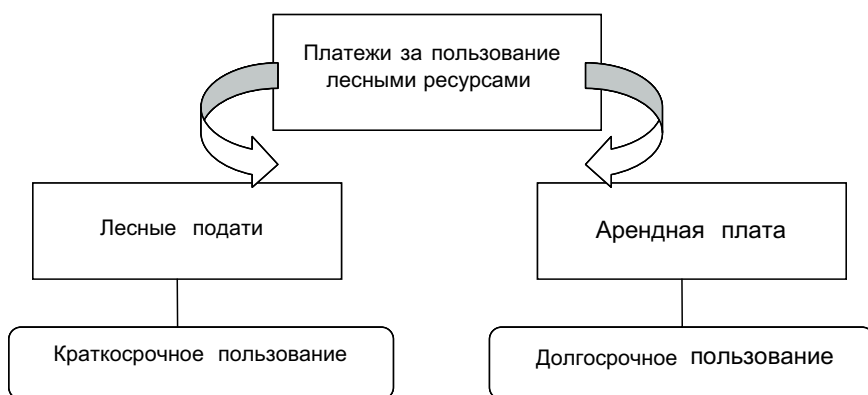 Платежи за пользование
лесными ресурсами
Лесные подати
Арендная плата
Краткосрочное пользование
Долгосрочное пользование